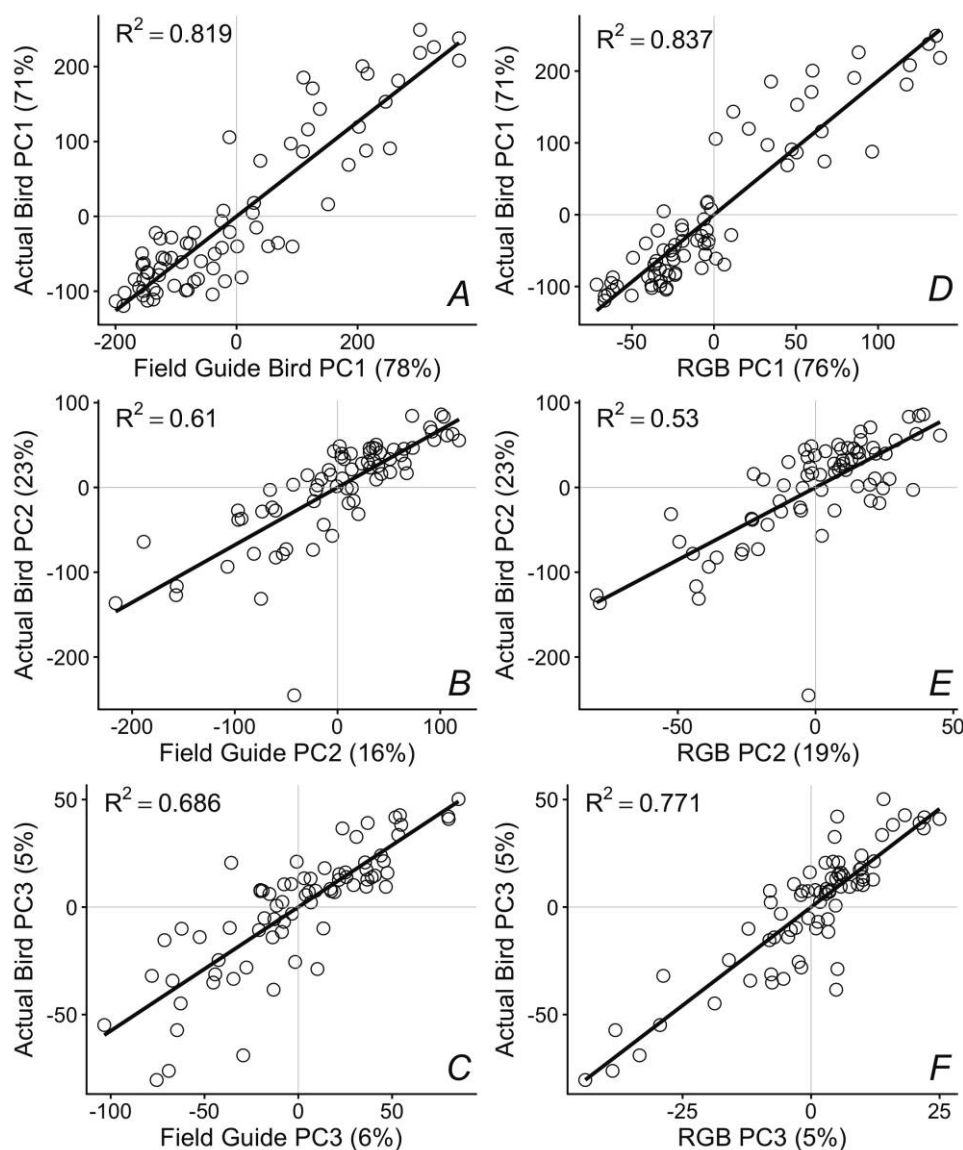 R² = 0.819
200
100
0
-100
-200
0
200
Actual Bird PC1 (71%)
Field Guide Bird PC1 (78%)
A
R² = 0.837
200
100
0
-100
-50
0
50
100
Actual Bird PC1 (71%)
RGB PC1 (76%)
D
R² = 0.61
100
0
-100
-200
-200
-100
0
100
Actual Bird PC2 (23%)
Field Guide PC2 (16%)
B
R² = 0.53
100
0
-100
-200
-50
0
50
Actual Bird PC2 (23%)
RGB PC2 (19%)
E
R² = 0.686
50
0
-50
-100
-50
0
50
Actual Bird PC3 (5%)
Field Guide PC3 (6%)
C
R² = 0.771
50
0
-50
-25
0
25
Actual Bird PC3 (5%)
RGB PC3 (5%)
F